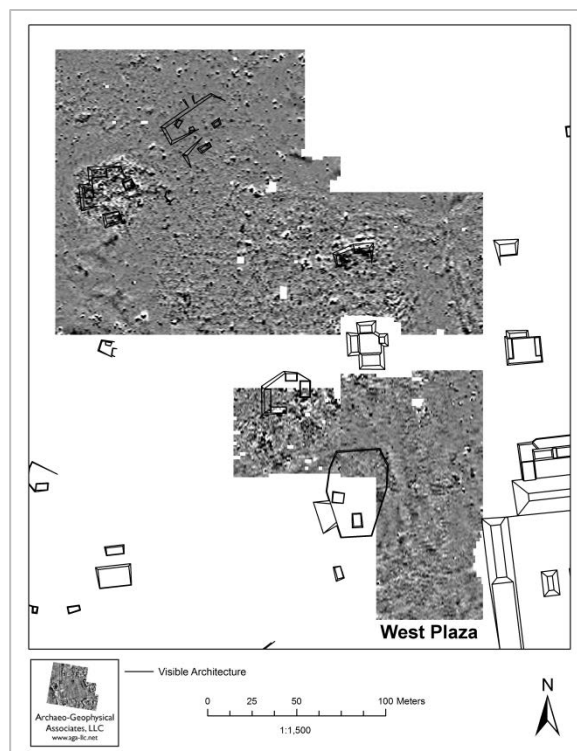 West Plaza
Visible Architecture
Archaeo-Geophysical
Associates, LLC
www.aga-llc.net
0 25 50 100 Meters
1:1,500
N